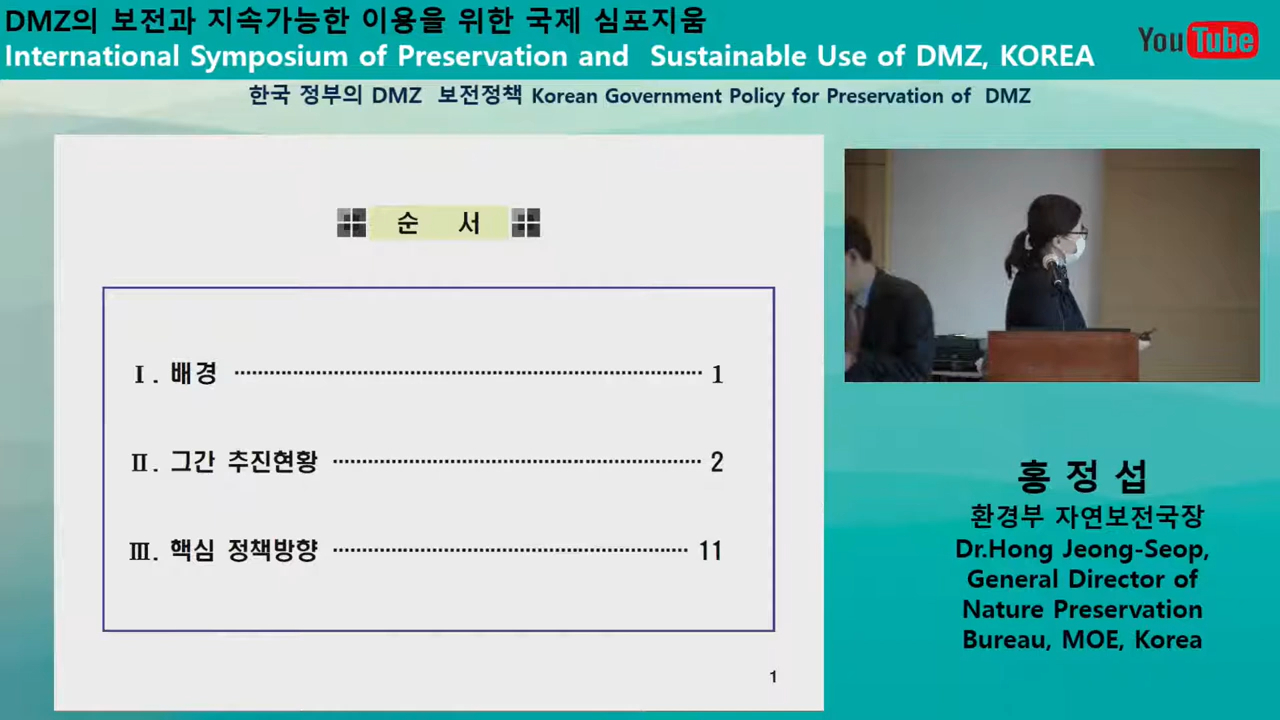 DMZ의 보전과 지속가능한 이용을 위한 국제 심포지움
International Symposium of Preservation and Sustainable Use of DMZ, KOREA
YouTube
한국 정부의 DMZ 보전정책 Korean Government Policy for Preservation of DMZ
순 서
Ⅰ. 배경 ······ 1
Ⅱ. 그간 추진현황 ······ 2
Ⅲ. 핵심 정책방향 ······ 11
1
홍 정 섭
환경부 자연보전국장
Dr.Hong Jeong-Seop,
General Director of
Nature Preservation
Bureau, MOE, Korea